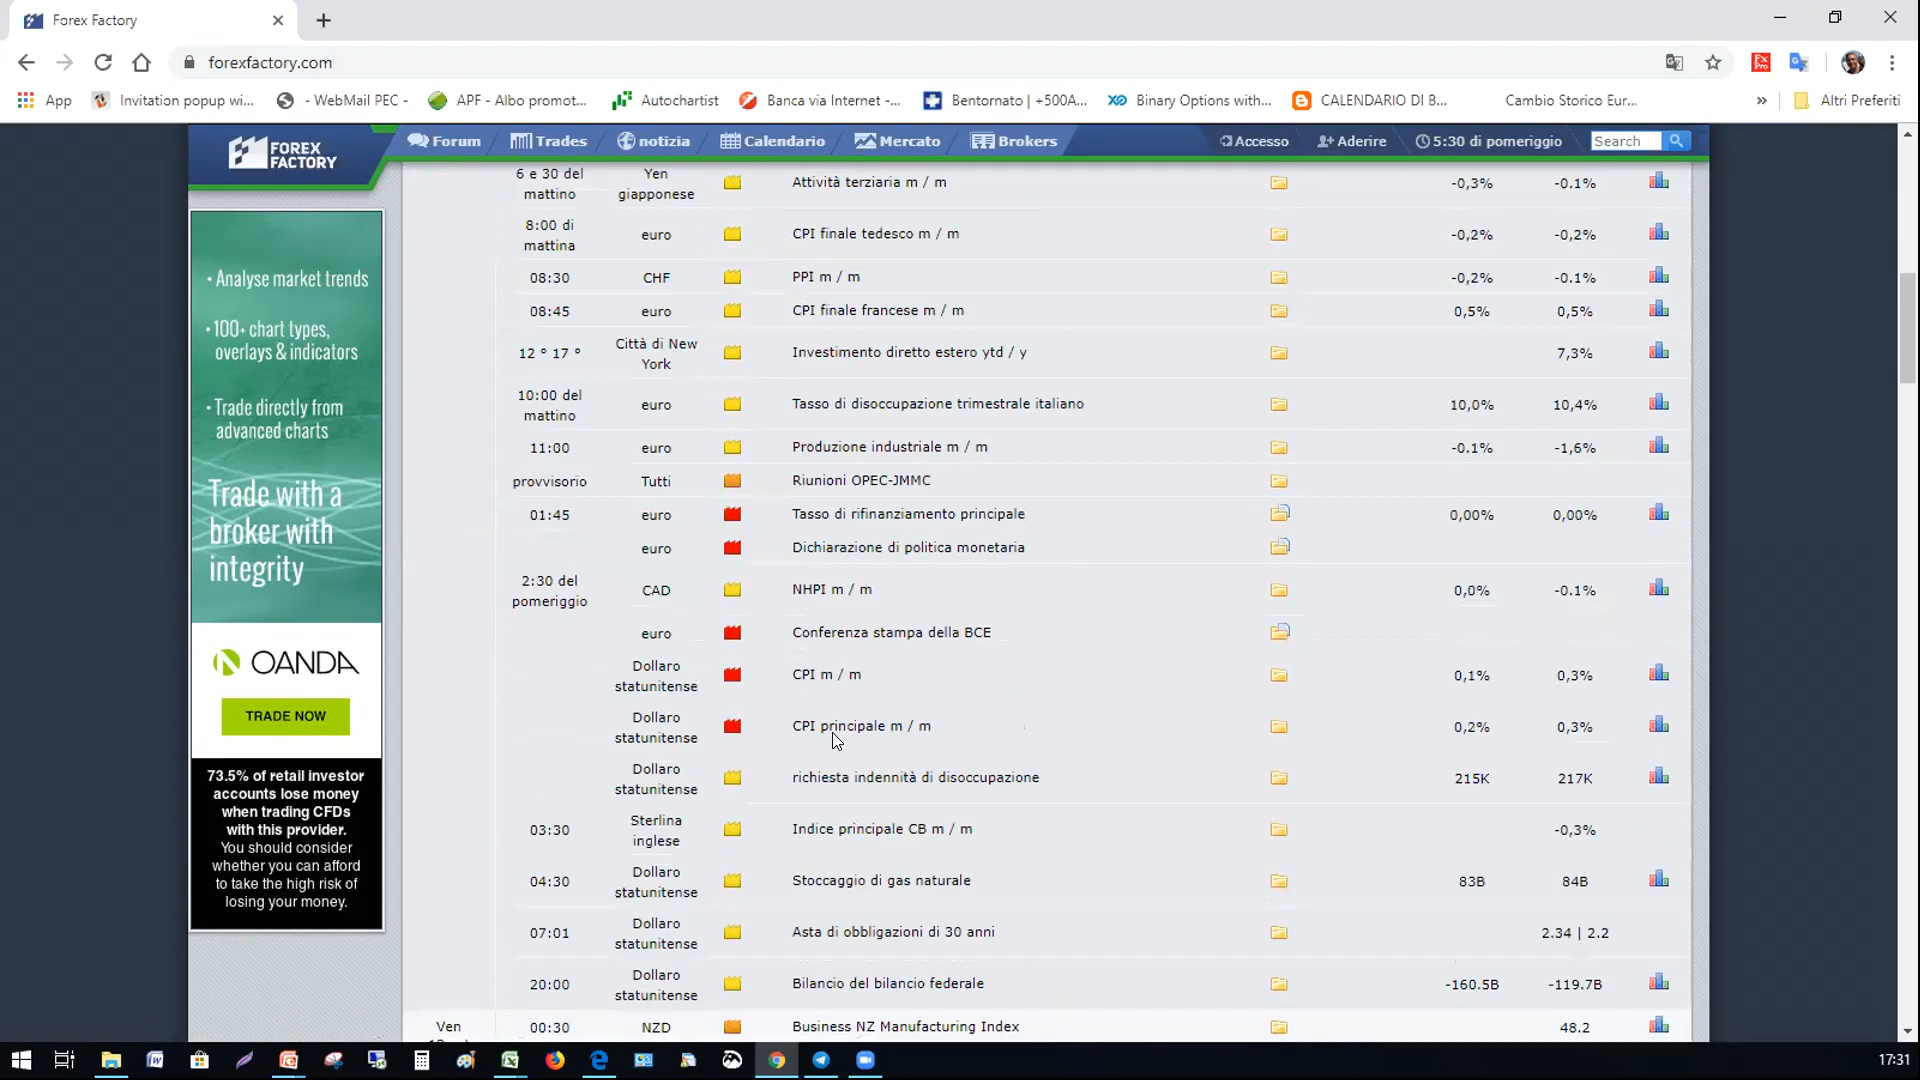 Forex Factory
forexfactory.com
App
Invitation popup wi...
- WebMail PEC -
APF - Albo promot...
Autochartist
Banca via Internet -...
Bentornato | +500A...
Binary Options with...
CALENDARIO DI B...
Cambio Storico Eur...
»
Altri Preferiti
FOREX
FACTORY
Forum
Trades
notizia
Calendario
Mercato
Brokers
Accesso
Aderire
5:30 di pomeriggio
Search
• Analyse market trends
• 100+ chart types,
overlays & indicators
• Trade directly from
advanced charts
Trade with a
broker with
integrity
OANDA
TRADE NOW
73.5% of retail investor
accounts lose money
when trading CFDs
with this provider.
You should consider
whether you can afford
to take the high risk of
losing your money.
6 e 30 del mattino Yen giapponese Attività terziaria m / m -0,3% -0.1%
8:00 di mattina euro CPI finale tedesco m / m -0,2% -0,2%
08:30 CHF PPI m / m -0,2% -0.1%
08:45 euro CPI finale francese m / m 0,5% 0,5%
12 ° 17 ° Città di New York Investimento diretto estero ytd / y 7,3%
10:00 del mattino euro Tasso di disoccupazione trimestrale italiano 10,0% 10,4%
11:00 euro Produzione industriale m / m -0.1% -1,6%
provvisorio Tutti Riunioni OPEC-JMMC
01:45 euro Tasso di rifinanziamento principale 0,00% 0,00%
euro Dichiarazione di politica monetaria
2:30 del pomeriggio CAD NHPI m / m 0,0% -0.1%
euro Conferenza stampa della BCE
Dollaro statunitense CPI m / m 0,1% 0,3%
Dollaro statunitense CPI principale m / m 0,2% 0,3%
Dollaro statunitense richiesta indennità di disoccupazione 215K 217K
03:30 Sterlina inglese Indice principale CB m / m -0,3%
04:30 Dollaro statunitense Stoccaggio di gas naturale 83B 84B
07:01 Dollaro statunitense Asta di obbligazioni di 30 anni 2.34 | 2.2
20:00 Dollaro statunitense Bilancio del bilancio federale -160.5B -119.7B
Ven 00:30 NZD Business NZ Manufacturing Index 48.2
17:31